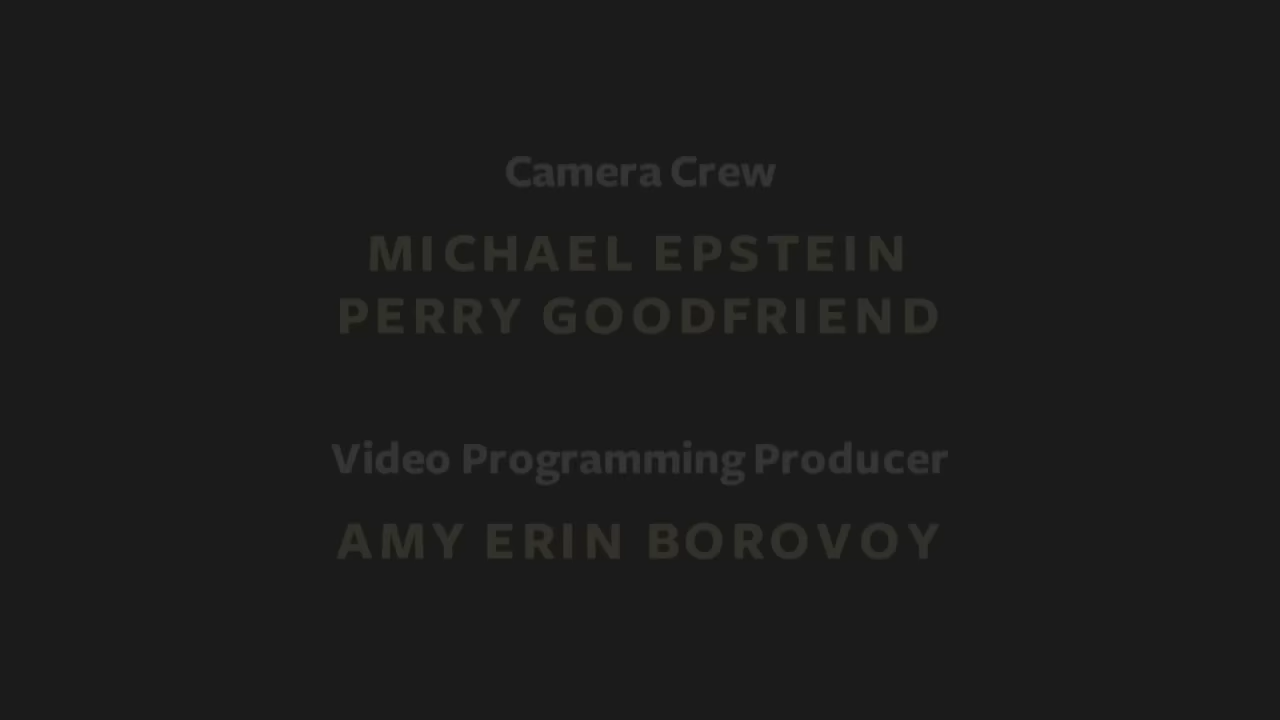 Camera Crew
MICHAEL EPSTEIN
PERRY GOODFRIEND
Video Programming Producer
AMY ERIN BOROVOY